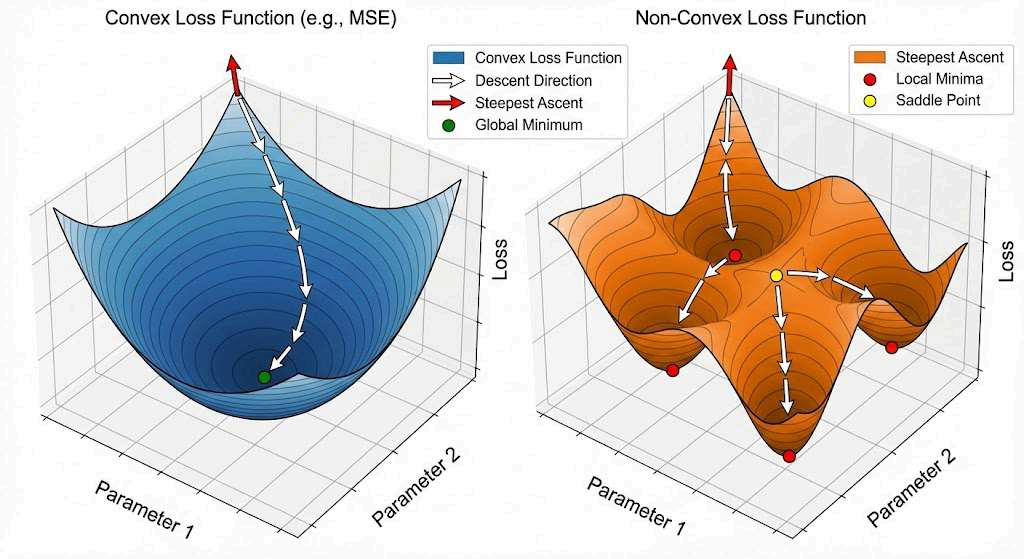 Convex Loss Function (e.g., MSE)
Convex Loss Function
Descent Direction
Steepest Ascent
Global Minimum
Loss
Parameter 1
Parameter 2
Non-Convex Loss Function
Steepest Ascent
Local Minima
Saddle Point
Loss
Parameter 1
Parameter 2